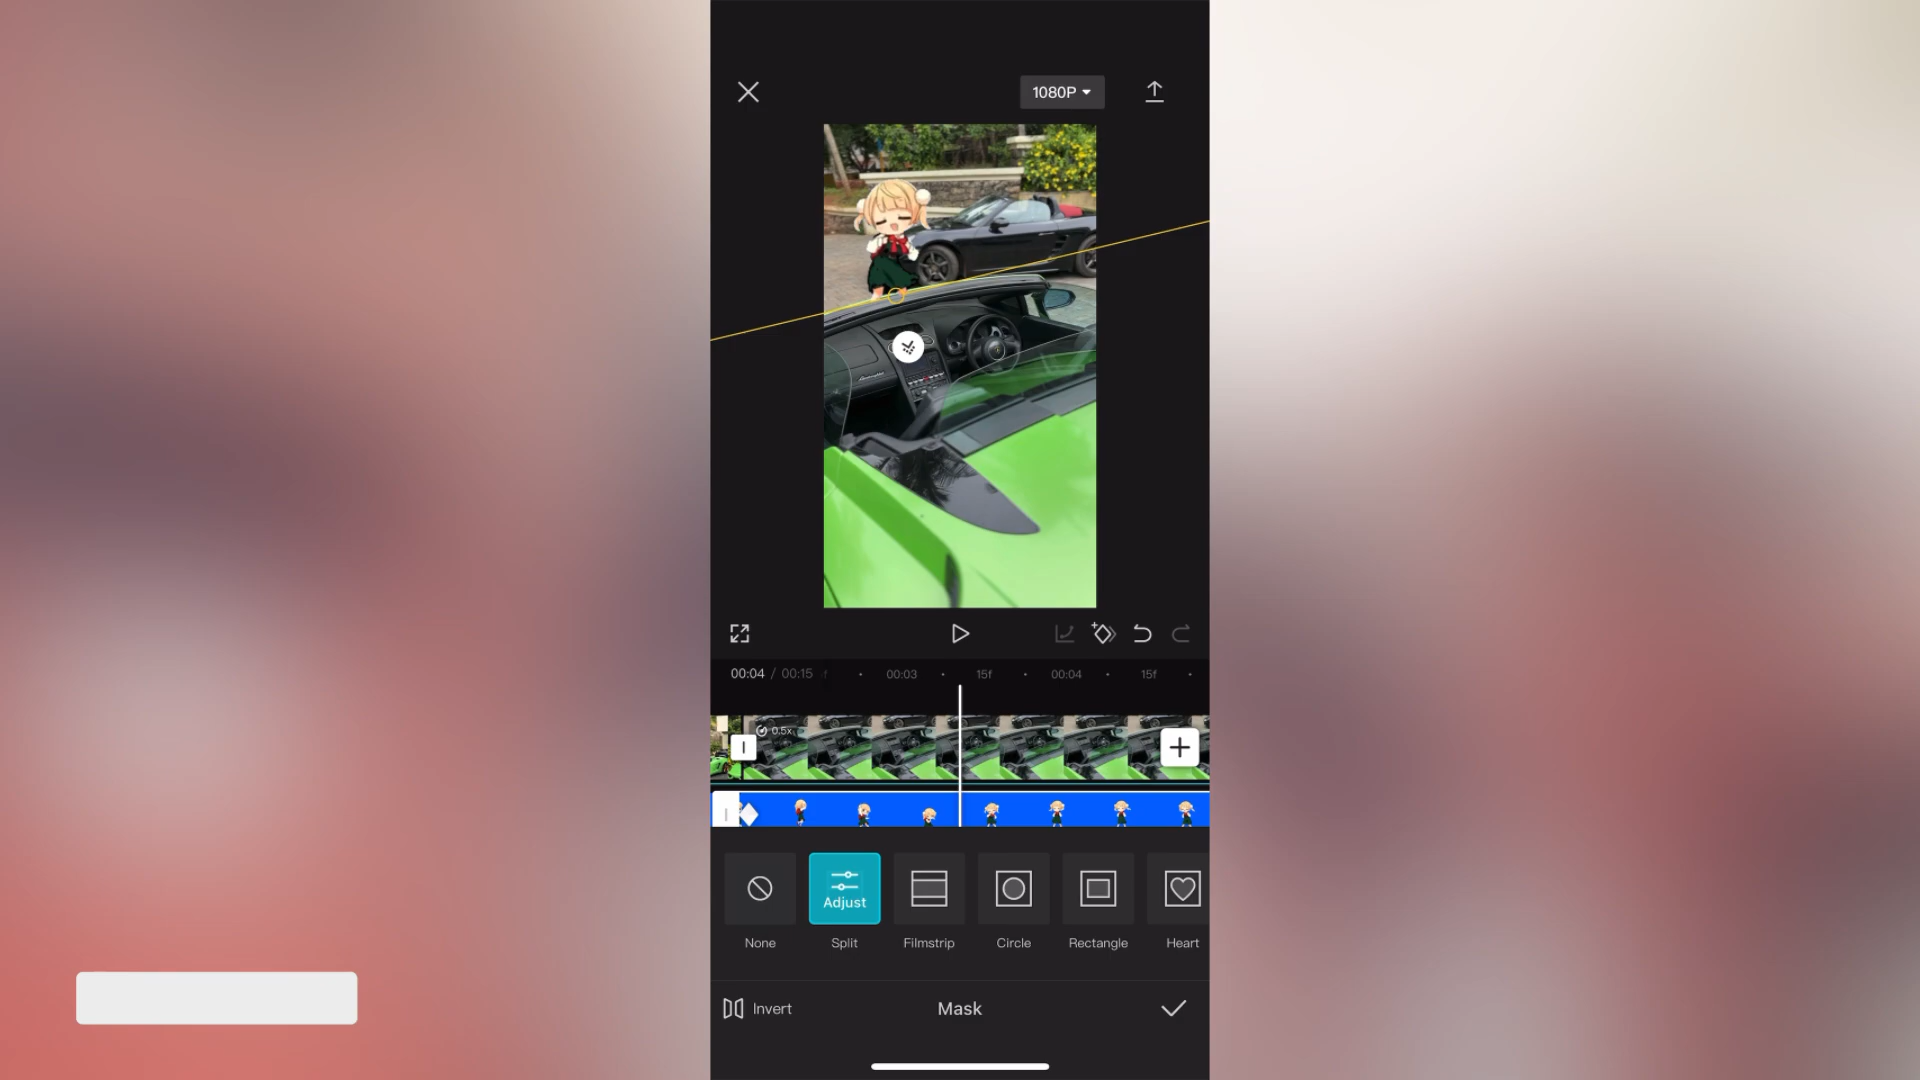 1080P
00:04 / 00:15
00:03
15f
00:04
15f
0.5x
Adjust
None
Split
Filmstrip
Circle
Rectangle
Heart
Invert
Mask